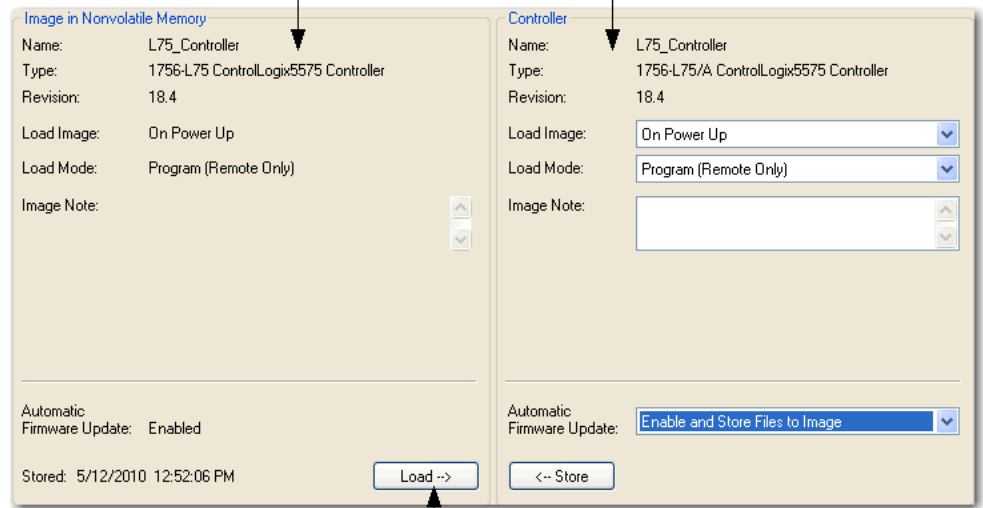 Image in Nonvolatile Memory
Name: L75_Controller
Type: 1756-L75 ControlLogix5575 Controller
Revision: 18.4
Load Image: On Power Up
Load Mode: Program (Remote Only)
Image Note:
Automatic
Firmware Update: Enabled
Stored: 5/12/2010 12:52:06 PM
Load -->
Controller
Name: L75_Controller
Type: 1756-L75/A ControlLogix5575 Controller
Revision: 18.4
Load Image: On Power Up
Load Mode: Program (Remote Only)
Image Note:
Automatic
Firmware Update: Enable and Store Files to Image
<-- Store